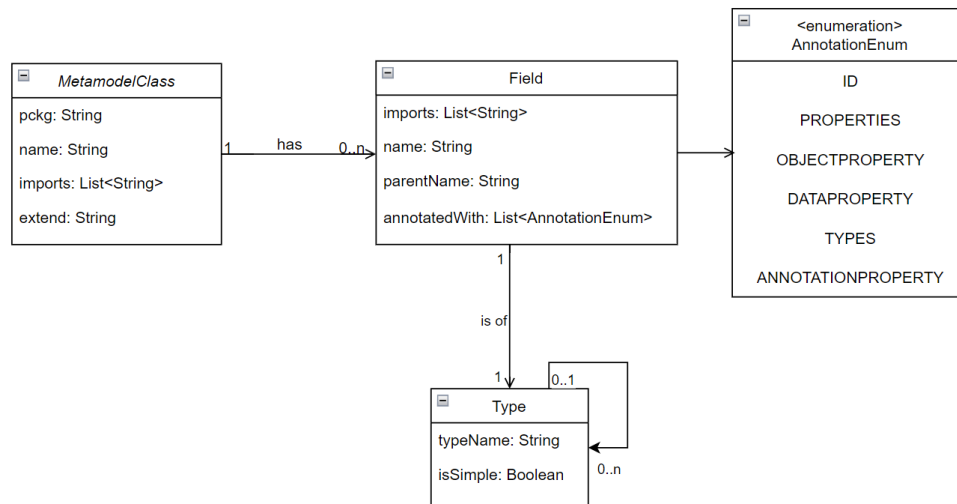 MetamodelClass
pckg: String
name: String
imports: List<String>
extend: String
1
has
0..n
Field
imports: List<String>
name: String
parentName: String
annotatedWith: List<AnnotationEnum>
<enumeration>
AnnotationEnum
ID
PROPERTIES
OBJECTPROPERTY
DATAPROPERTY
TYPES
ANNOTATIONPROPERTY
1
is of
1
Type
typeName: String
isSimple: Boolean
0..1
0..n